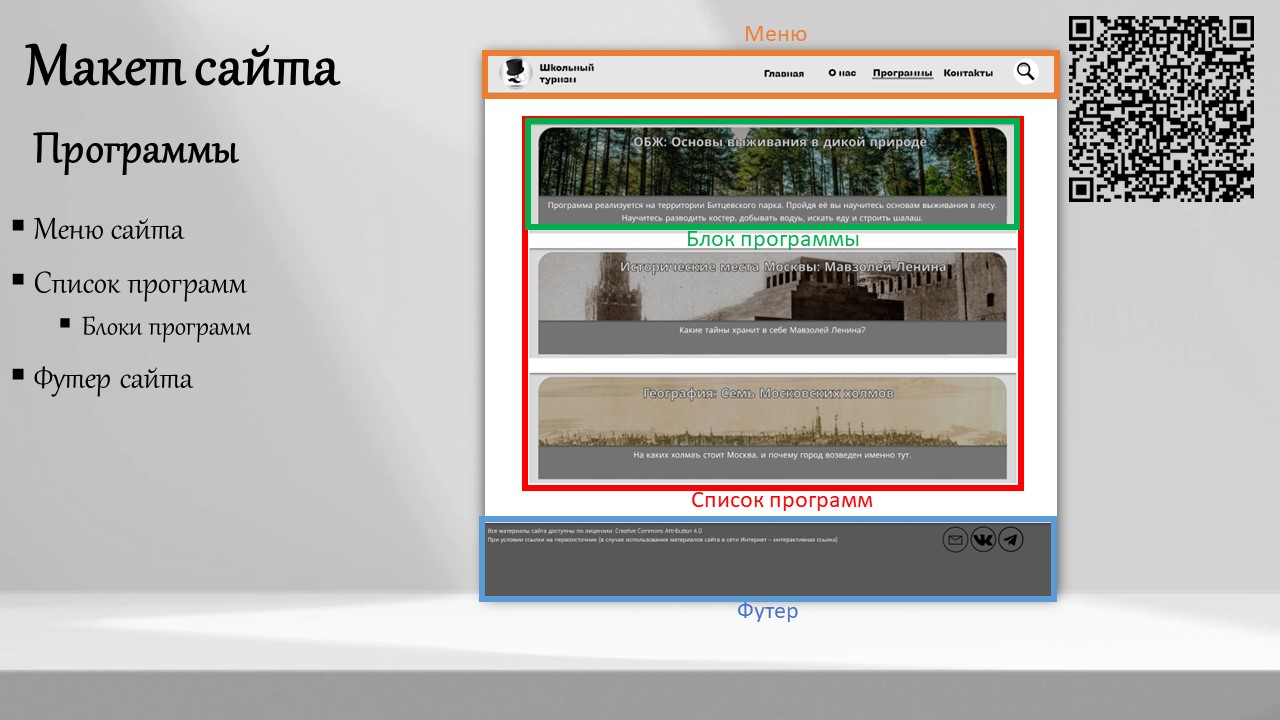 Макет сайта
Программы
▪ Меню сайта
▪ Список программ
▪ Блоки программ
▪ Футер сайта
Меню
Школьный
туризм
Главная О нас Программы Контакты
ОБЖ: Основы выживания в дикой природе
Программа реализуется на территории Битцевского парка. Пройдя её вы научитесь основам выживания в лесу.
Научитесь разводить костер, добывать водуь, искать еду и строить шалаш.
Блок программы
Исторические места Москвы: Мавзолей Ленина
Какие тайны хранит в себе Мавзолей Ленина?
География: Семь Московских холмов
На каких холмаъ стоит Москва, и почему город возведен именно тут.
Список программ
Все материалы сайта доступны по лицензии: Creative Commons Attribution 4.0
При условии ссылки на первоисточник (в случае использования материалов сайта в сети Интернет – интерактивная ссылка)
Футер